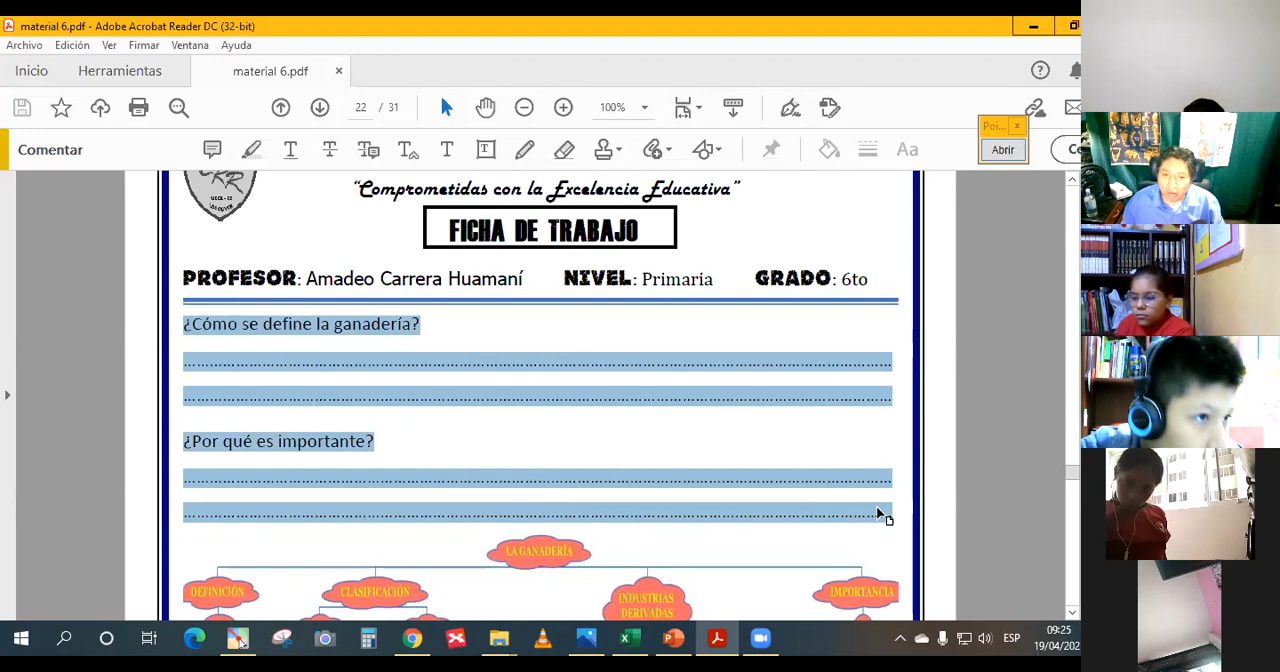 material 6.pdf - Adobe Acrobat Reader DC (32-bit)
Archivo Edición Ver Firmar Ventana Ayuda
Inicio Herramientas material 6.pdf ×
22 / 31 100%
Comentar
Poi... ×
Abrir
Ce
"Comprometidas con la Excelencia Educativa"
FICHA DE TRABAJO
PROFESOR: Amadeo Carrera Huamaní NIVEL: Primaria GRADO: 6to
¿Cómo se define la ganadería?
¿Por qué es importante?
LA GANADERÍA
DEFINICIÓN CLASIFICACIÓN INDUSTRIAS DERIVADAS IMPORTANCIA
ESP
09:25
19/04/202